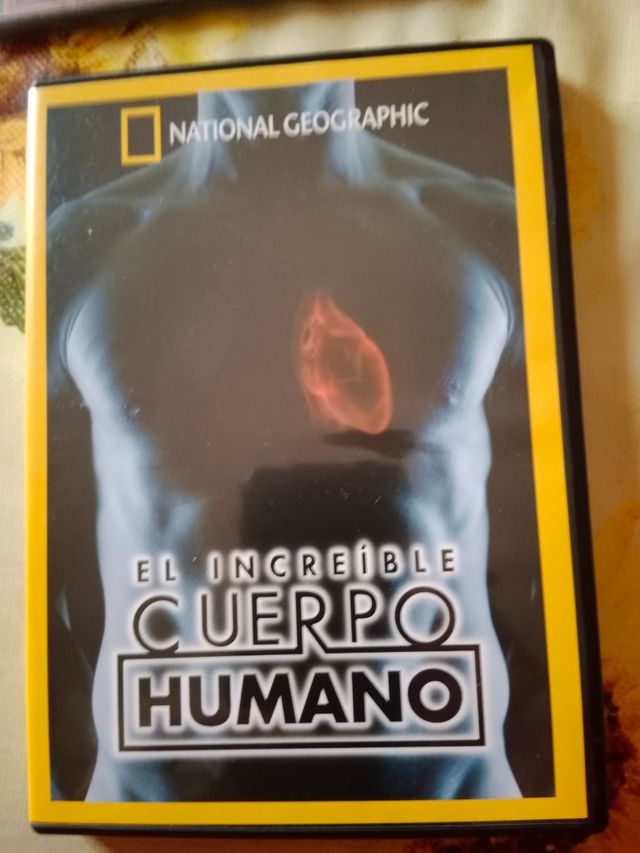 NATIONAL GEOGRAPHIC
EL INCREÍBLE
CUERPO
HUMANO